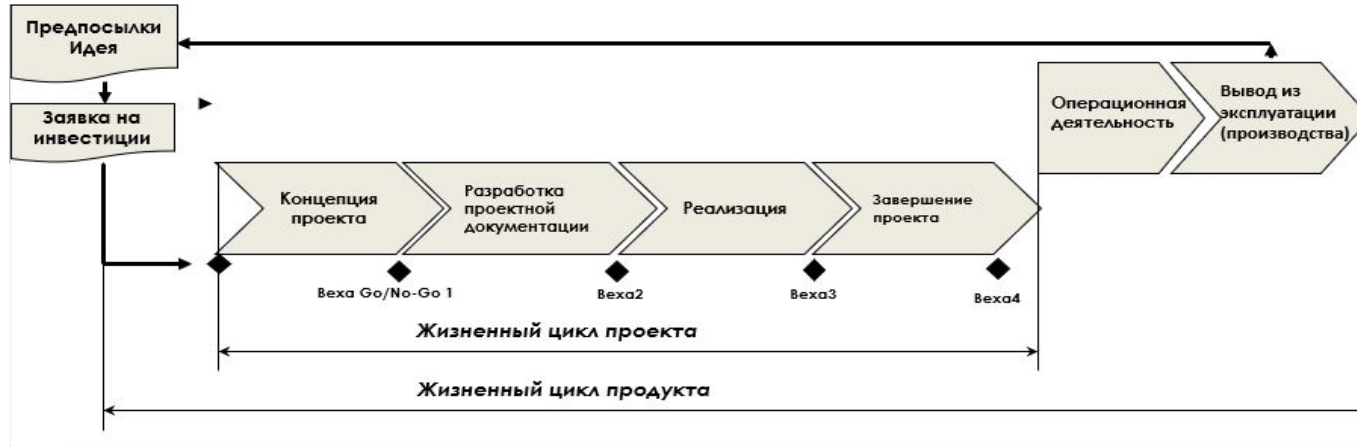 Предпосылки
Идея
Заявка на
инвестиции
Операционная
деятельность
Вывод из
эксплуатации
(производства)
Концепция
проекта
Разработка
проектной
документации
Реализация
Завершение
проекта
Веха Go/No-Go 1
Веха2
Веха3
Веха4
Жизненный цикл проекта
Жизненный цикл продукта